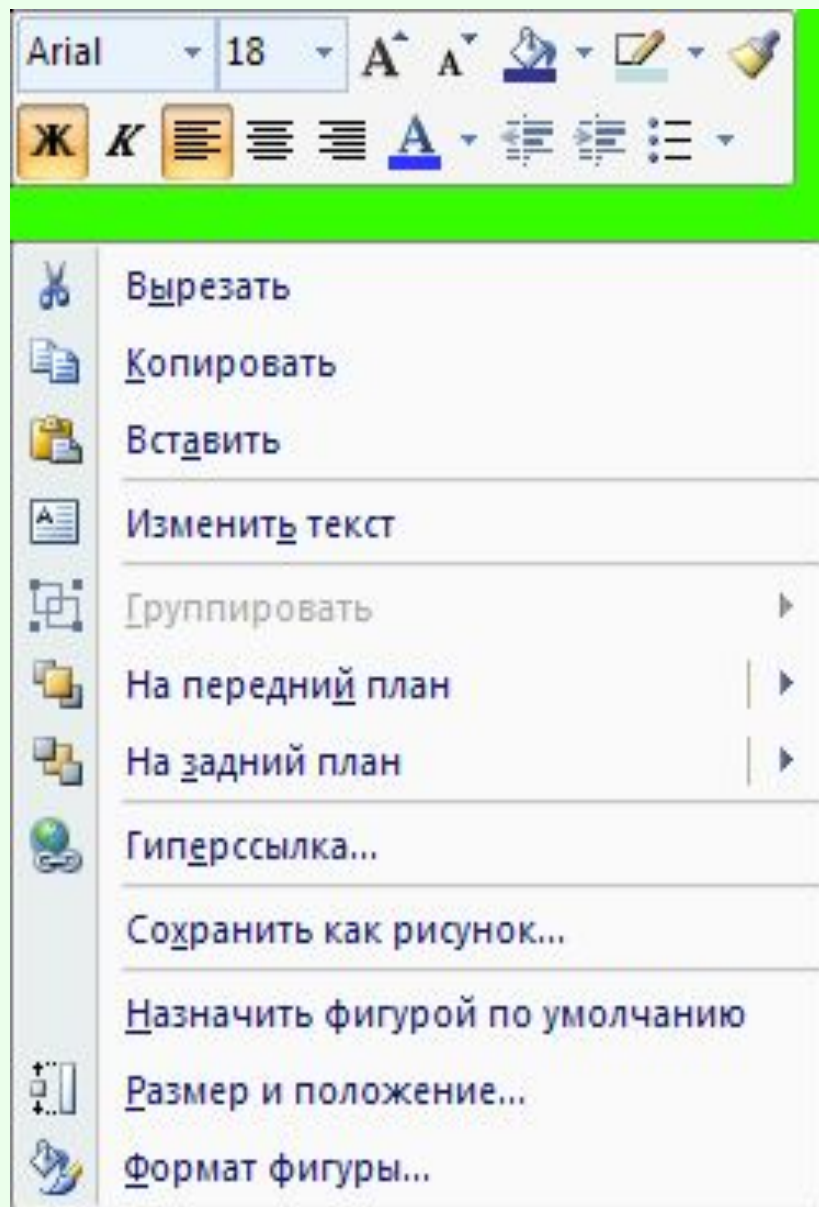 Arial 18 A A
Ж К A
Вырезать
Копировать
Вставить
Изменить текст
Группировать
На передний план
На задний план
Гиперссылка...
Сохранить как рисунок...
Назначить фигурой по умолчанию
Размер и положение...
Формат фигуры...